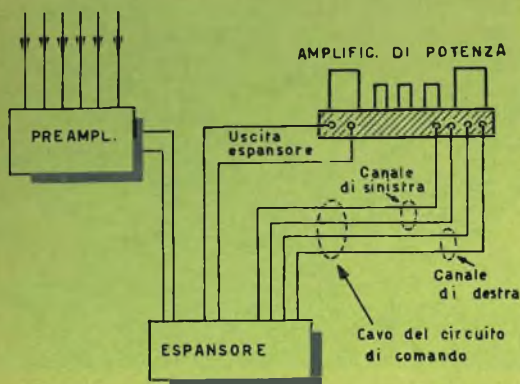 AMPLIFIC. DI POTENZA
PREAMPL.
Uscita
espansore
Canale
di sinistra
Canale
di destra
ESPANSORE
Cavo del circuito
di comando